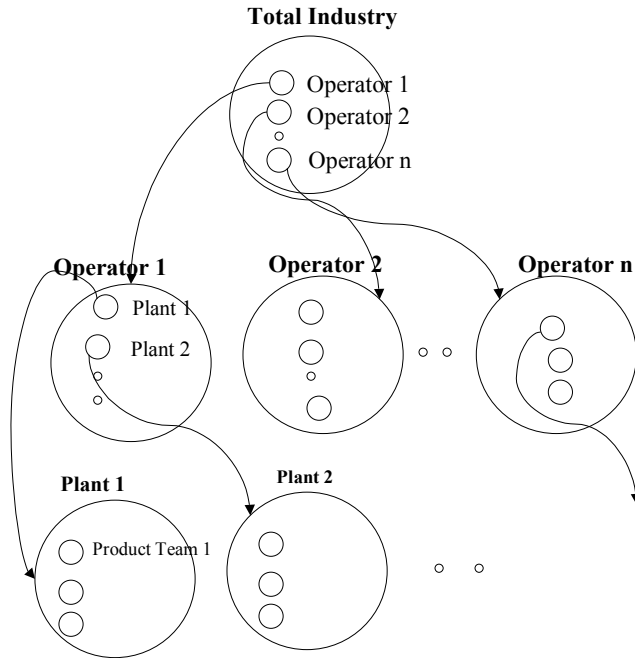 Total Industry
Operator 1
Operator 2
Operator n
Operator 1
Operator 2
Operator n
Plant 1
Plant 2
Plant 1
Plant 2
Product Team 1